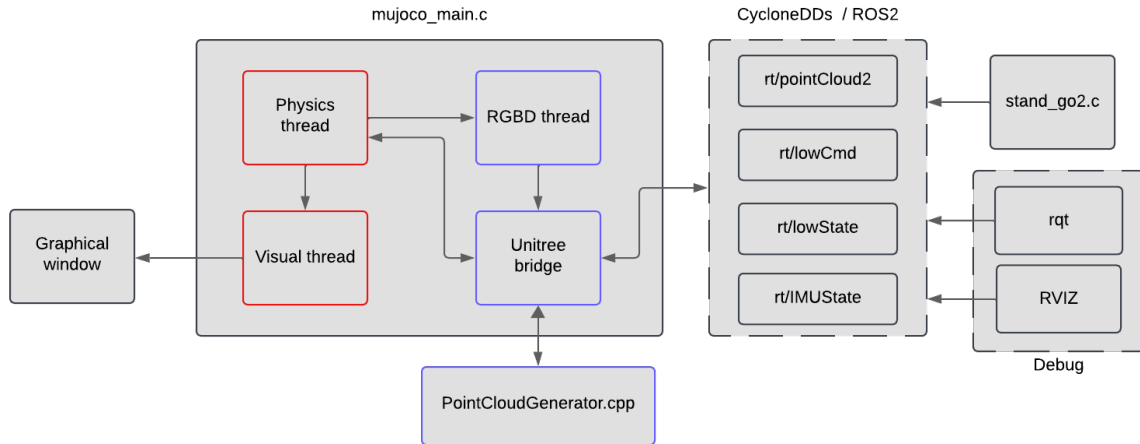 mujoco_main.c
CycloneDDs / ROS2
Physics
thread
RGBD thread
rt/pointCloud2
stand_go2.c
rt/lowCmd
Graphical
window
Visual thread
Unitree
bridge
rt/lowState
rqt
rt/IMUState
RVIZ
Debug
PointCloudGenerator.cpp